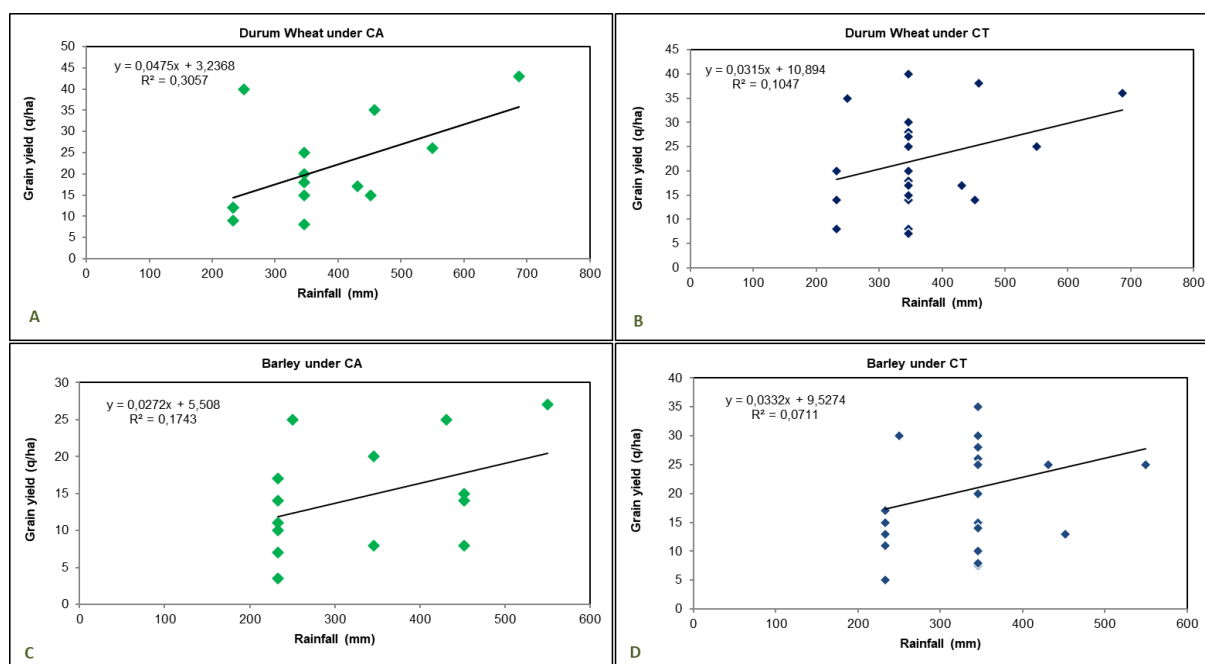 Durum Wheat under CA
y = 0,0475x + 3,2368
R² = 0,3057
50
45
40
35
30
25
20
15
10
5
0
Grain yield (q/ha)
0 100 200 300 400 500 600 700 800
Rainfall (mm)
A
Durum Wheat under CT
y = 0,0315x + 10,894
R² = 0,1047
45
40
35
30
25
20
15
10
5
0
Grain yield (q/ha)
0 100 200 300 400 500 600 700 800
Rainfall (mm)
B
Barley under CA
y = 0,0272x + 5,508
R² = 0,1743
30
25
20
15
10
5
0
Grain yield (q/ha)
0 100 200 300 400 500 600
Rainfall (mm)
C
Barley under CT
y = 0,0332x + 9,5274
R² = 0,0711
40
35
30
25
20
15
10
5
0
Grain yield (q/ha)
0 100 200 300 400 500 600
Rainfall (mm)
D